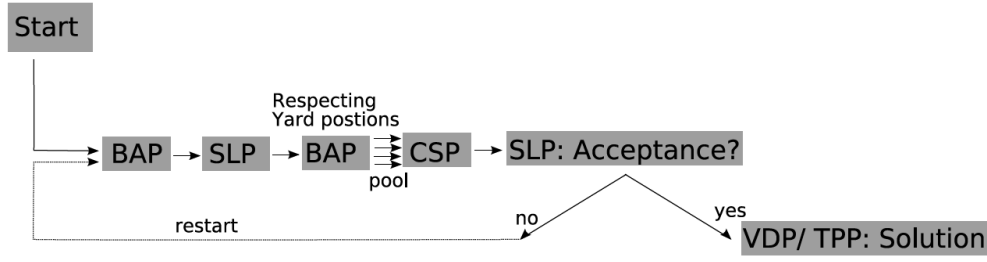 Start
Respecting
Yard postions
BAP
SLP
BAP
CSP
SLP: Acceptance?
pool
restart
no
yes
VDP/ TPP: Solution